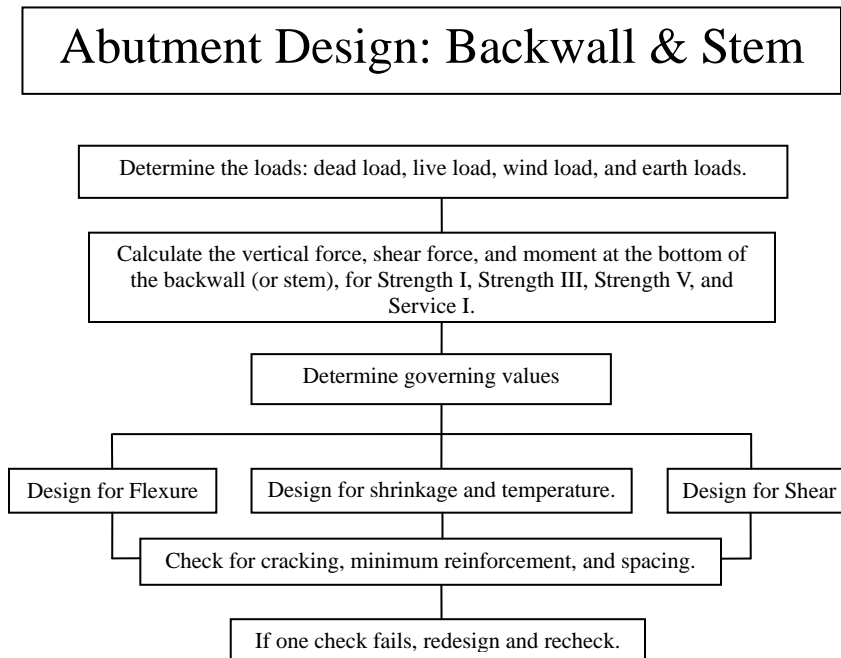 Abutment Design: Backwall & Stem
Determine the loads: dead load, live load, wind load, and earth loads.
Calculate the vertical force, shear force, and moment at the bottom of
the backwall (or stem), for Strength I, Strength III, Strength V, and
Service I.
Determine governing values
Design for Flexure
Design for shrinkage and temperature.
Design for Shear
Check for cracking, minimum reinforcement, and spacing.
If one check fails, redesign and recheck.